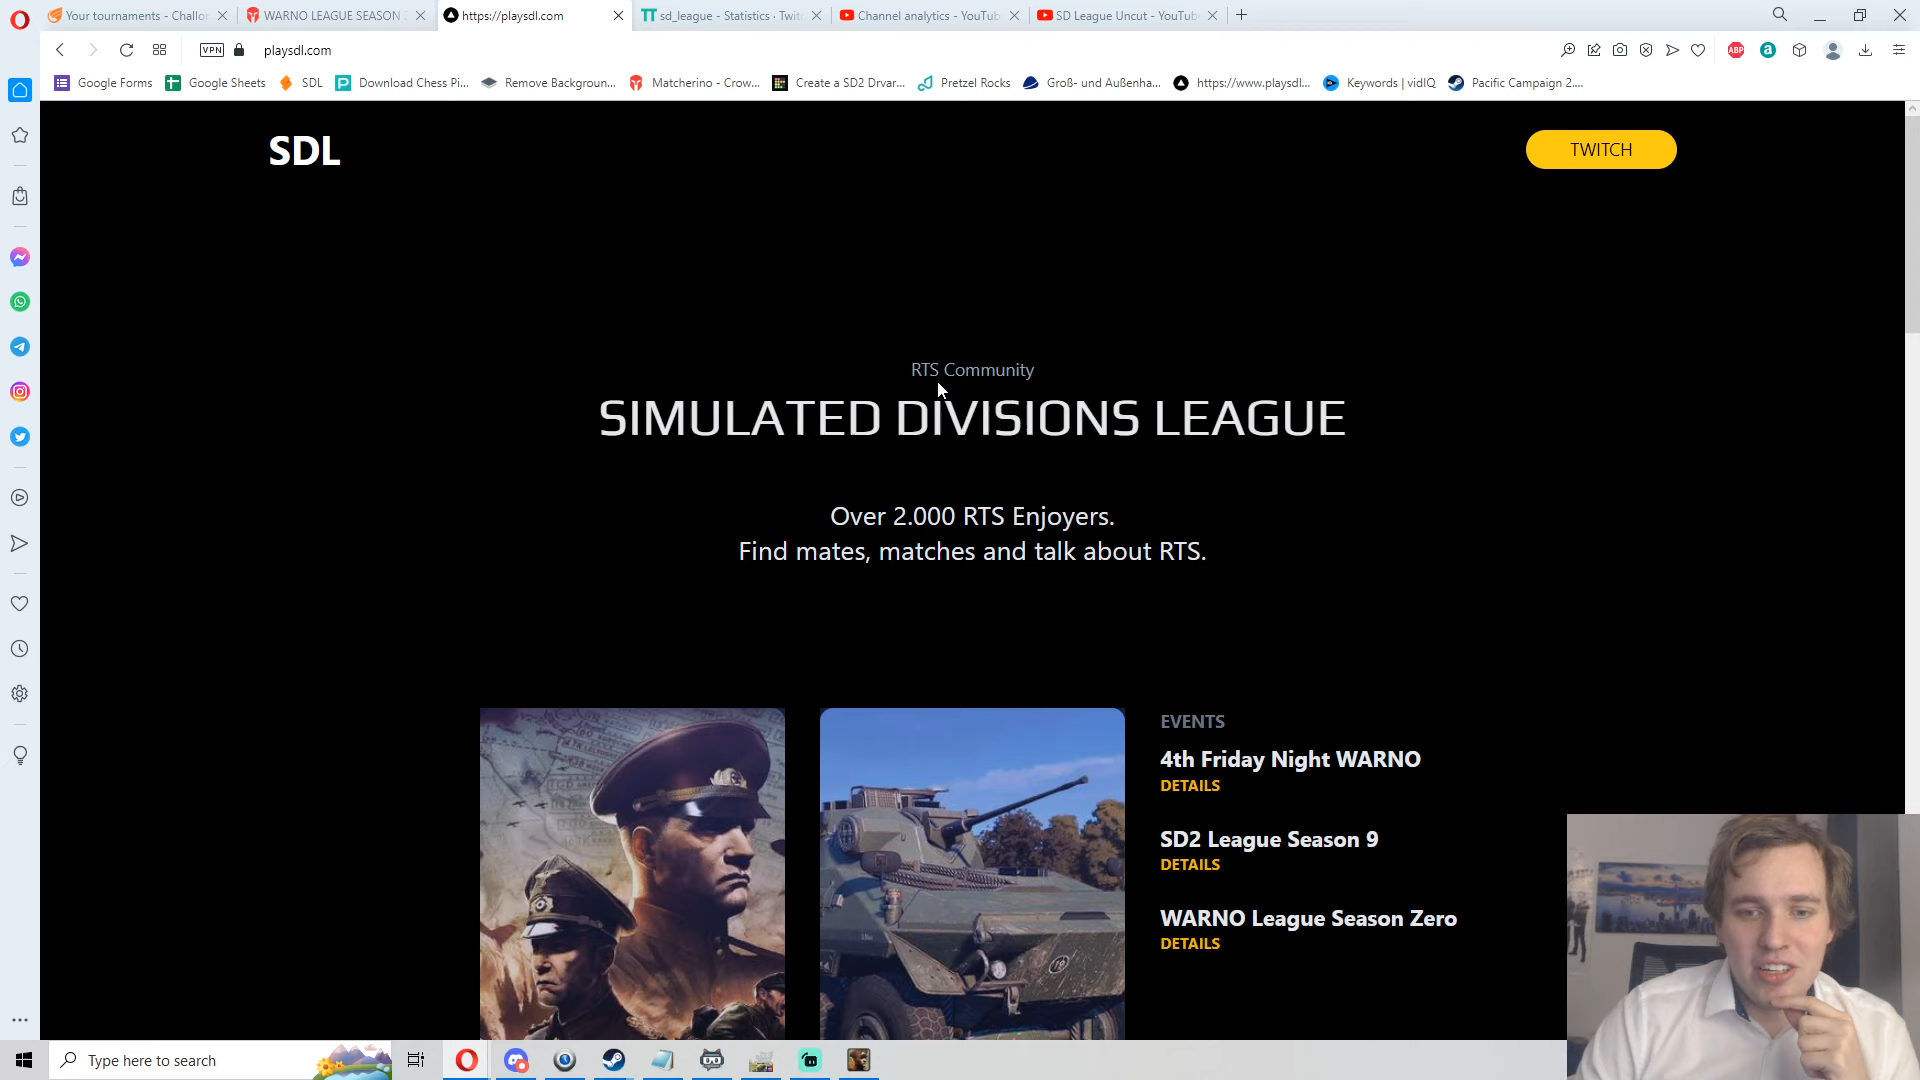 Your tournaments - Challo
WARNO LEAGUE SEASON
https://playsdl.com
sd_league - Statistics · Twit
Channel analytics - YouTub
SD League Uncut - YouTub
VPN
playsdl.com
ABP
Google Forms
Google Sheets
SDL
Download Chess Pi...
Remove Backgroun...
Matcherino - Crow...
Create a SD2 Drvar...
Pretzel Rocks
Groß- und Außenha...
https://www.playsdl...
Keywords | vidIQ
Pacific Campaign 2....
SDL
TWITCH
RTS Community
SIMULATED DIVISIONS LEAGUE
Over 2.000 RTS Enjoyers.
Find mates, matches and talk about RTS.
EVENTS
4th Friday Night WARNO
DETAILS
SD2 League Season 9
DETAILS
WARNO League Season Zero
DETAILS
Type here to search